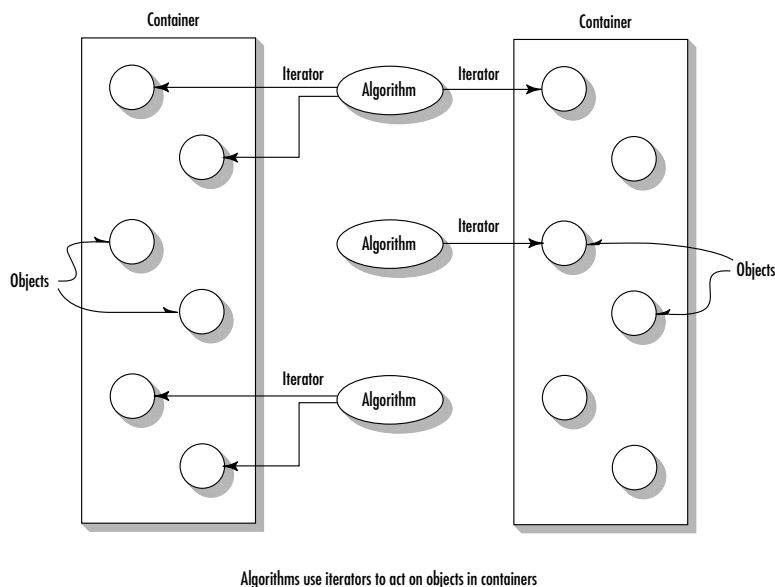 Container
Container
Iterator
Algorithm
Iterator
Iterator
Algorithm
Objects
Objects
Iterator
Algorithm
Algorithms use iterators to act on objects in containers